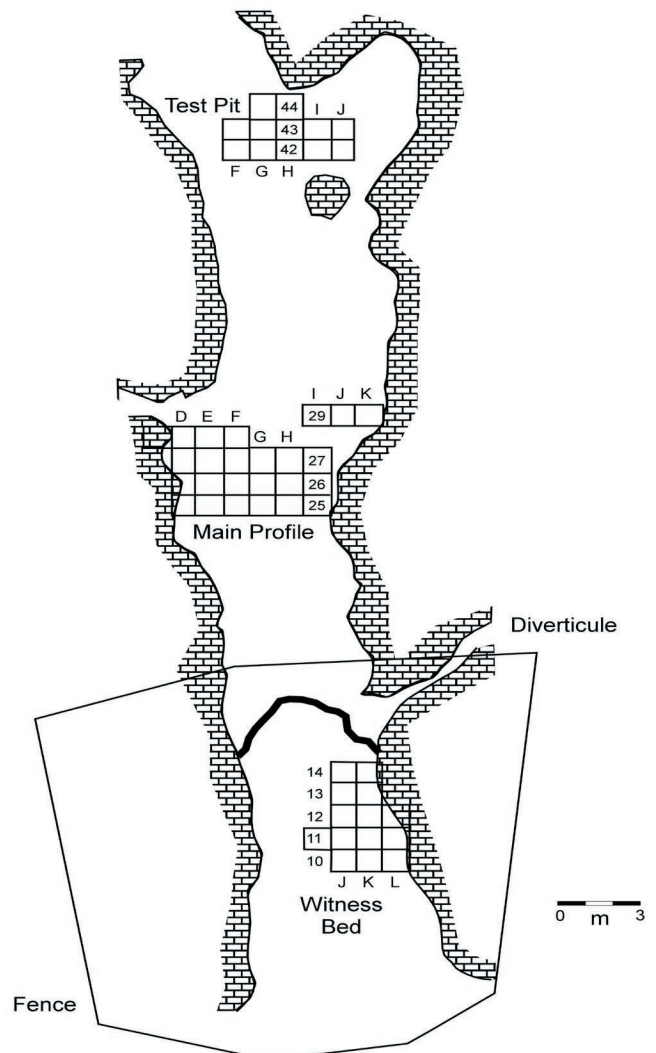 Test Pit
44 I J
43
42
F G H
I J K
29
D E F
G H
27
26
25
Main Profile
Diverticule
14
13
12
11
10
J K L
Witness
Bed
0 m 3
Fence